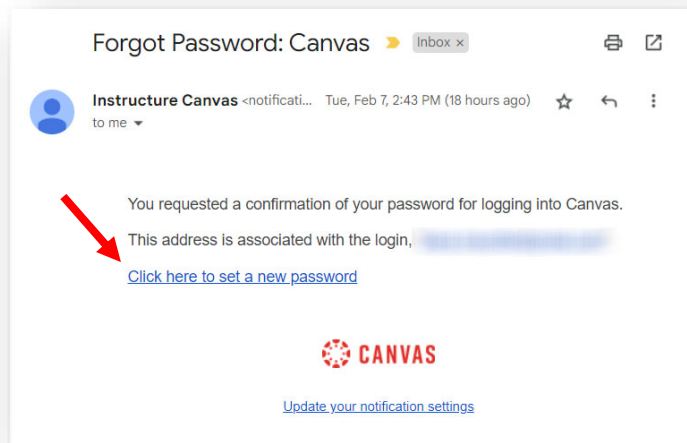 Forgot Password: Canvas Inbox ×
Instructure Canvas <notificati... Tue, Feb 7, 2:43 PM (18 hours ago)
to me
You requested a confirmation of your password for logging into Canvas.
This address is associated with the login,
Click here to set a new password
CANVAS
Update your notification settings